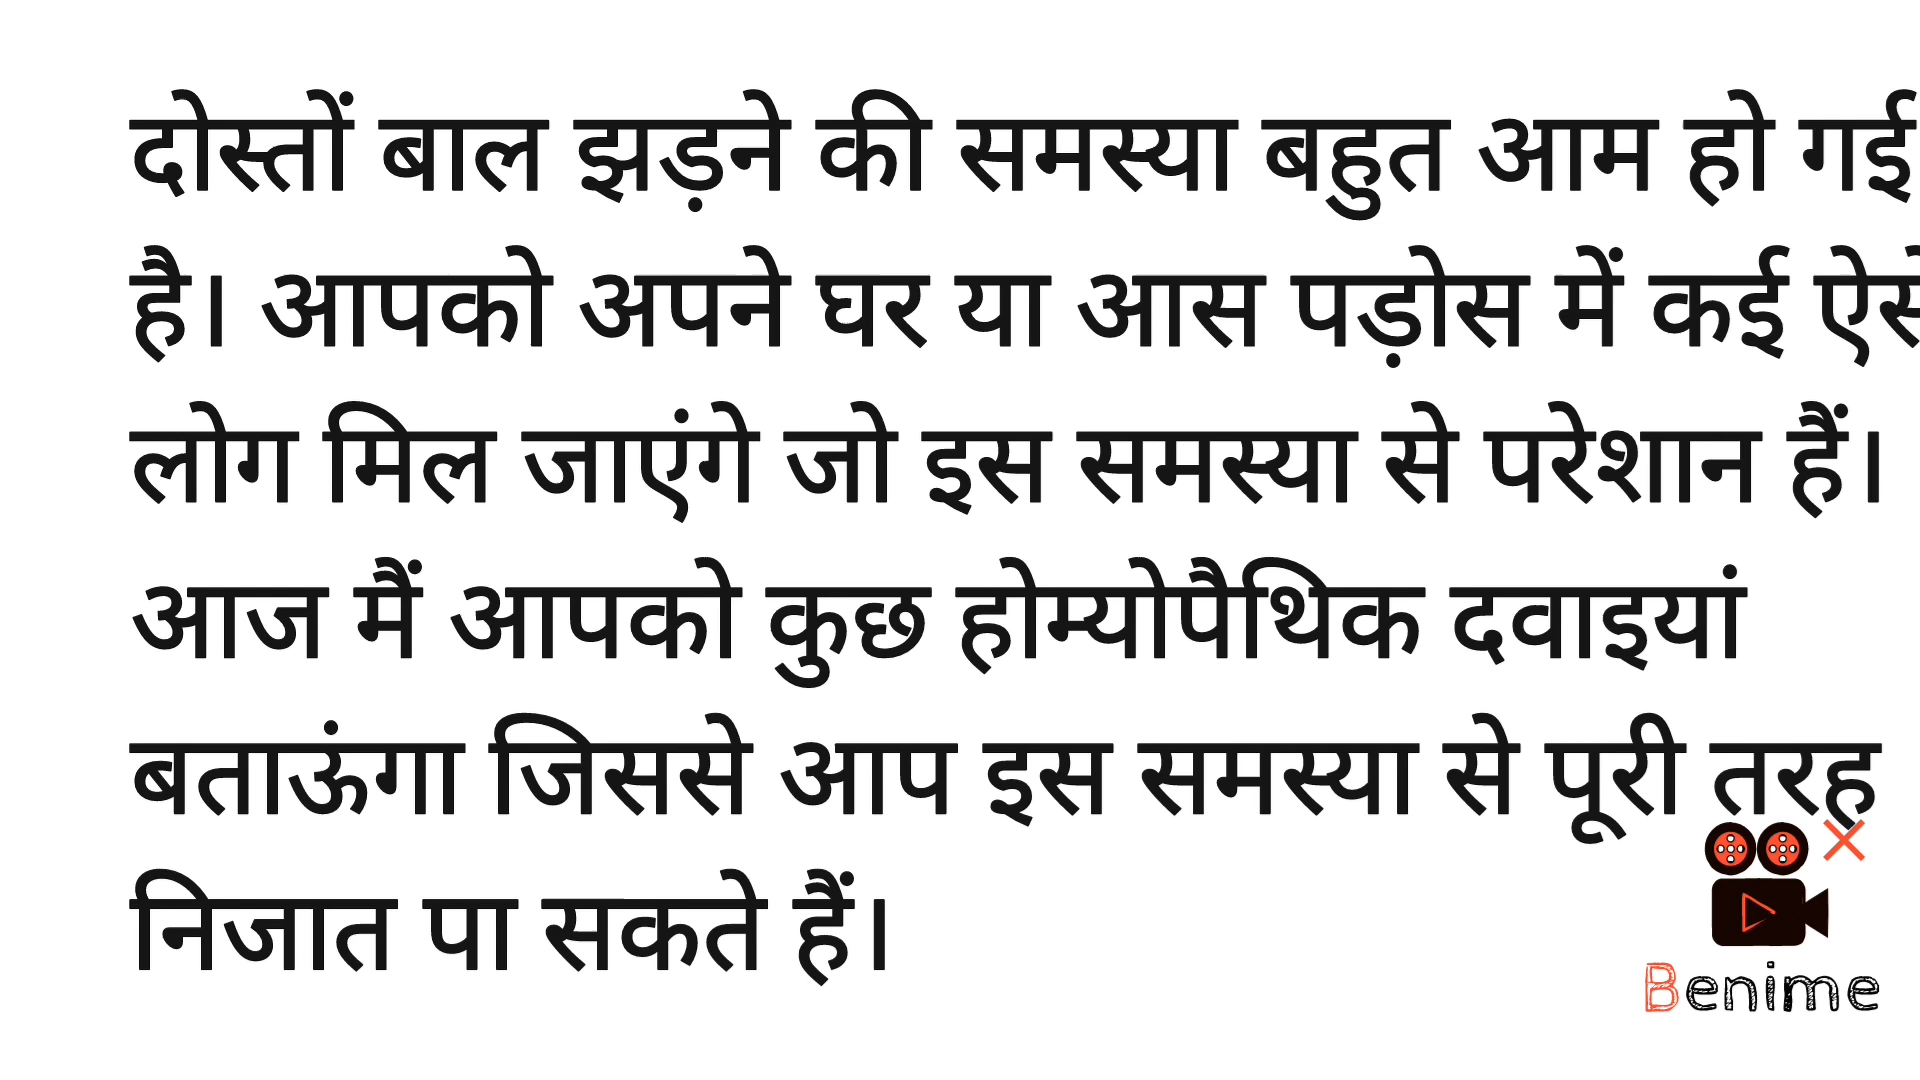 दोस्तों बाल झड़ने की समस्या बहुत आम हो गई
है। आपको अपने घर या आस पड़ोस में कई ऐसे
लोग मिल जाएंगे जो इस समस्या से परेशान हैं।
आज मैं आपको कुछ होम्योपैथिक दवाइयां
बताऊंगा जिससे आप इस समस्या से पूरी तरह
निजात पा सकते हैं।
Benime